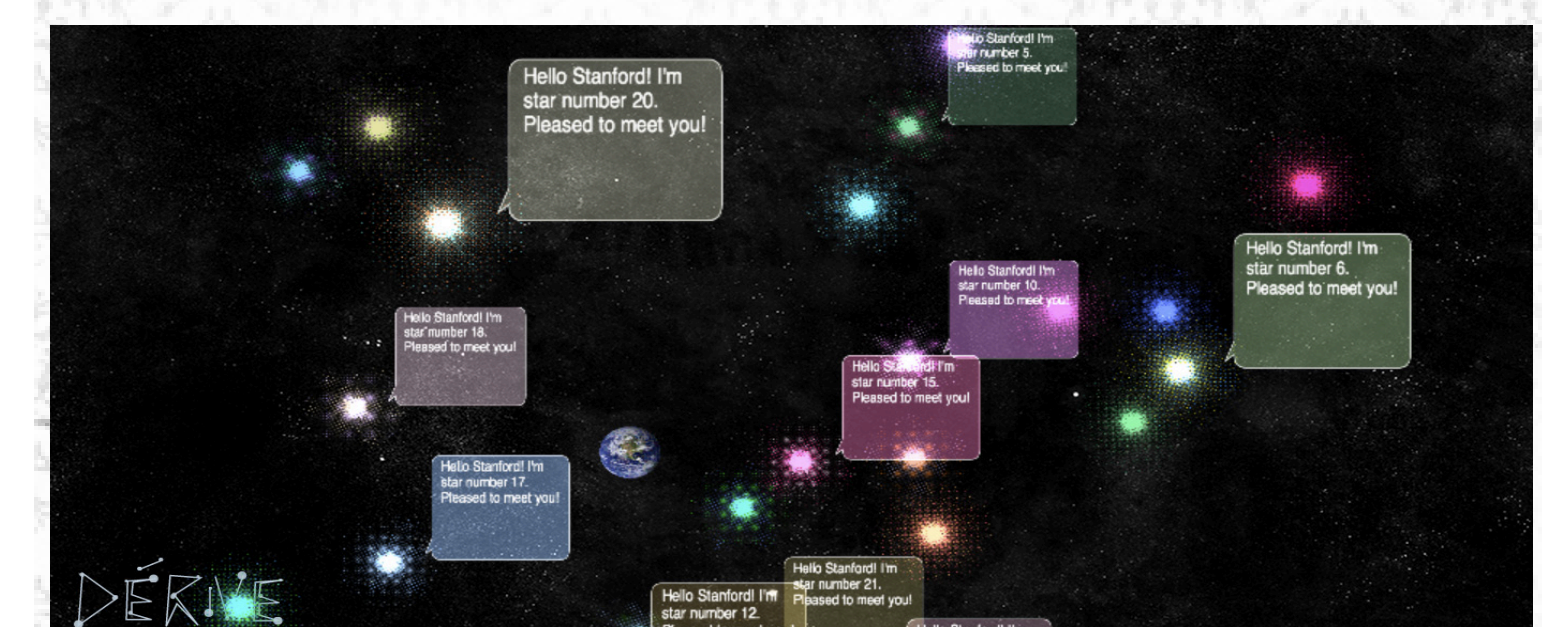 Hello Stanford! I'm
star number 5.
Pleased to meet you!
Hello Stanford! I'm
star number 20.
Pleased to meet you!
Hello Stanford! I'm
star number 6.
Pleased to meet you!
Hello Stanford! I'm
star number 10.
Pleased to meet you!
Hello Stanford! I'm
star number 18.
Pleased to meet you!
Hello Stanford! I'm
star number 15.
Pleased to meet you!
Hello Stanford! I'm
star number 17.
Pleased to meet you!
Hello Stanford! I'm
star number 21.
Pleased to meet you!
Hello Stanford! I'm
star number 12.
DÉRIVE